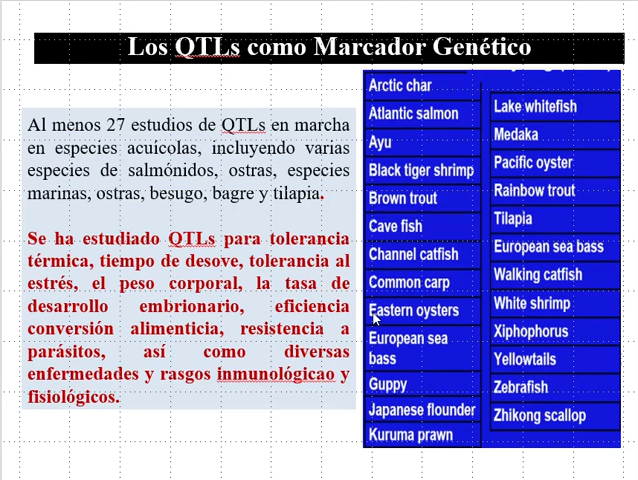 Los QTLs como Marcador Genético
Al menos 27 estudios de QTLs en marcha
en especies acuícolas, incluyendo varias
especies de salmónidos, ostras, especies
marinas, ostras, besugo, bagre y tilapia.
Se ha estudiado QTLs para tolerancia
térmica, tiempo de desove, tolerancia al
estrés, el peso corporal, la tasa de
desarrollo embrionario, eficiencia
conversión alimenticia, resistencia a
parásitos, así como diversas
enfermedades y rasgos inmunológicao y
fisiológicos.
Arctic char
Atlantic salmon
Ayu
Black tiger shrimp
Brown trout
Cave fish
Channel catfish
Common carp
Eastern oysters
European sea
bass
Guppy
Japanese flounder
Kuruma prawn
Lake whitefish
Medaka
Pacific oyster
Rainbow trout
Tilapia
European sea bass
Walking catfish
White shrimp
Xiphophorus
Yellowtails
Zebrafish
Zhikong scallop